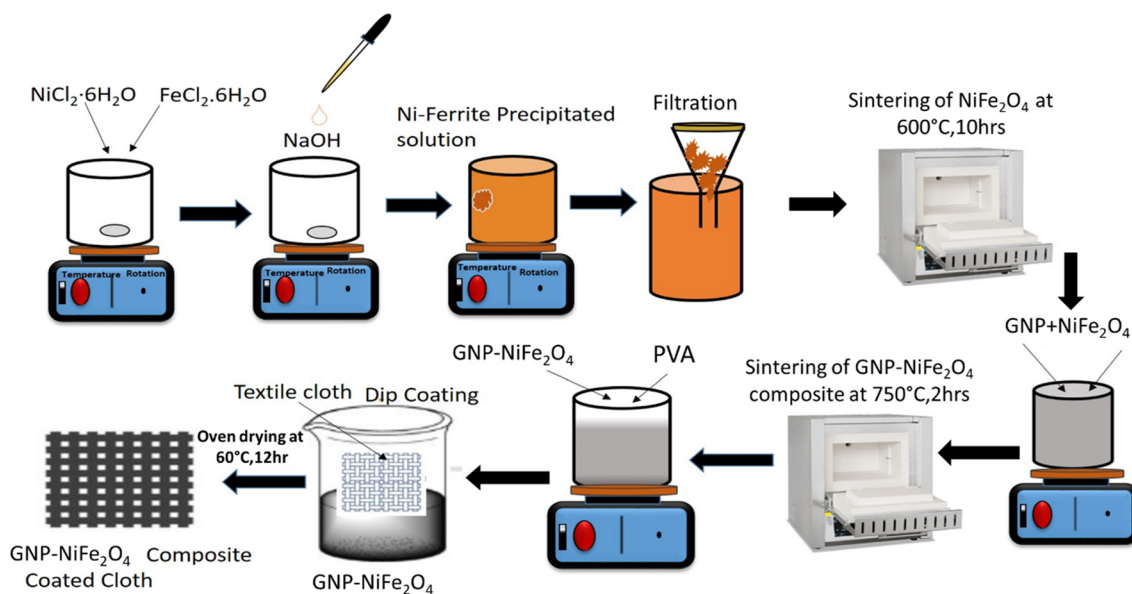 NiCl₂·6H₂O
FeCl₂.6H₂O
NaOH
Ni-Ferrite Precipitated
solution
Filtration
Sintering of NiFe₂O₄ at
600°C,10hrs
Temperature Rotation
Temperature Rotation
Temperature Rotation
GNP+NiFe₂O₄
Sintering of GNP-NiFe₂O₄
composite at 750°C,2hrs
GNP-NiFe₂O₄
PVA
Textile cloth
Dip Coating
GNP-NiFe₂O₄
Oven drying at
60°C,12hr
GNP-NiFe₂O₄ Composite
Coated Cloth